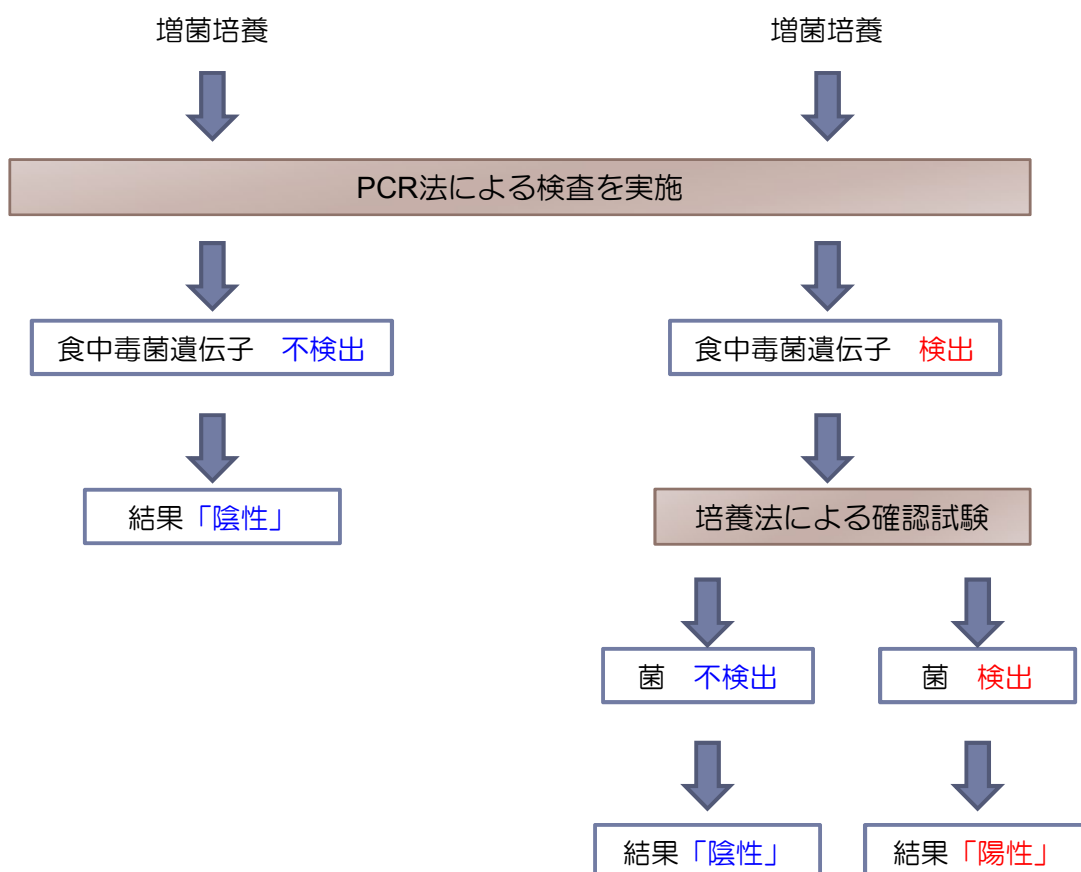 増菌培養
増菌培養
PCR法による検査を実施
食中毒菌遺伝子　不検出
食中毒菌遺伝子　検出
結果「陰性」
培養法による確認試験
菌　不検出
菌　検出
結果「陰性」
結果「陽性」